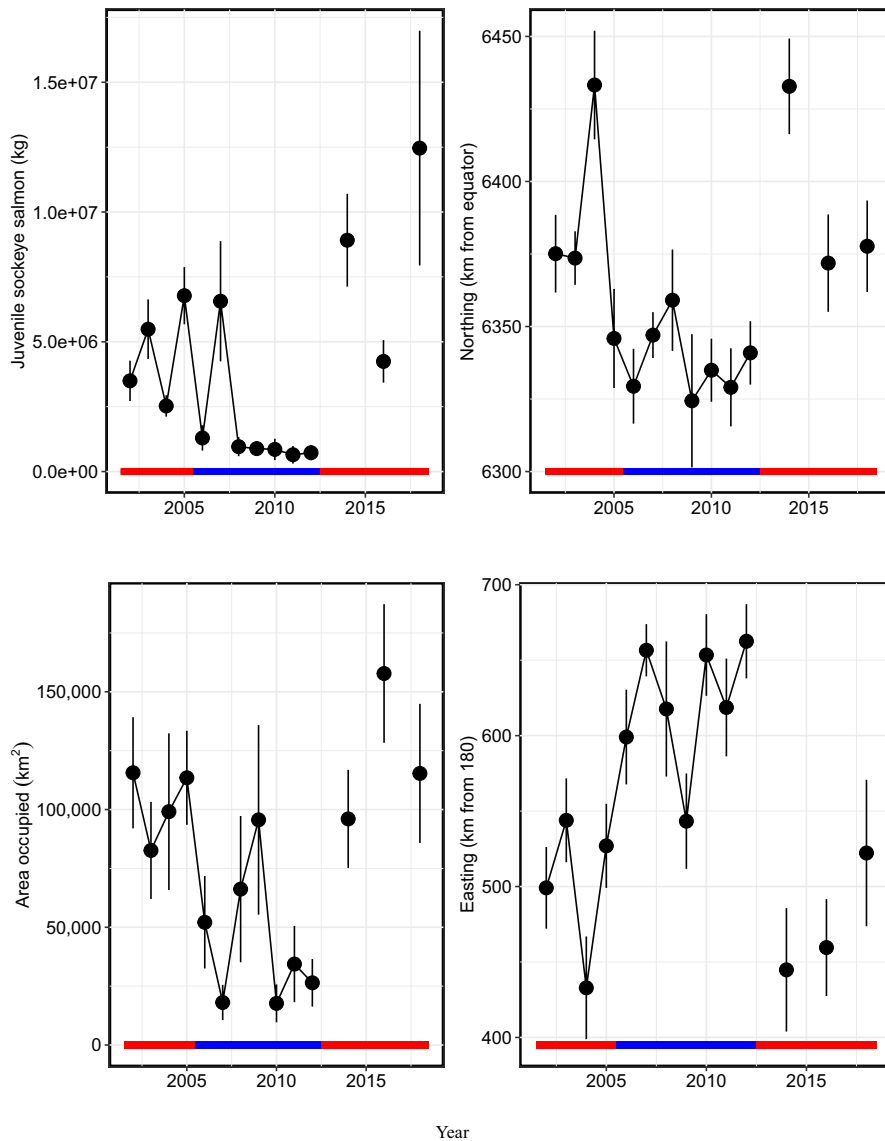 Juvenile sockeye salmon (kg)
1.5e+07
1.0e+07
5.0e+06
0.0e+00
2005 2010 2015
Northing (km from equator)
6450
6400
6350
6300
2005 2010 2015
Area occupied (km²)
150,000
100,000
50,000
0
2005 2010 2015
Easting (km from 180)
700
600
500
400
2005 2010 2015
Year